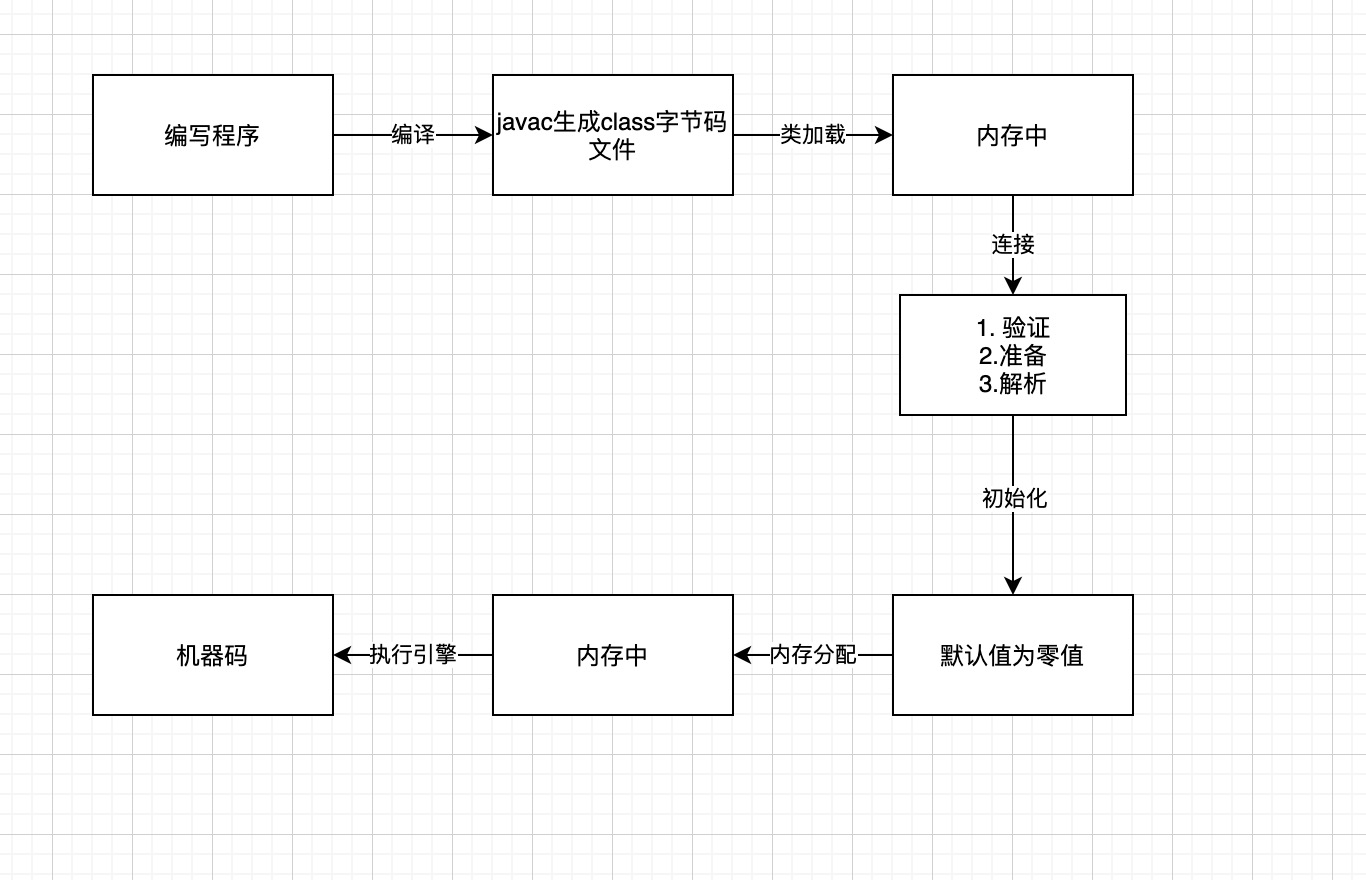 编写程序
编译
javac生成class字节码
文件
类加载
内存中
连接
1. 验证
2.准备
3.解析
初始化
默认值为零值
内存分配
内存中
执行引擎
机器码